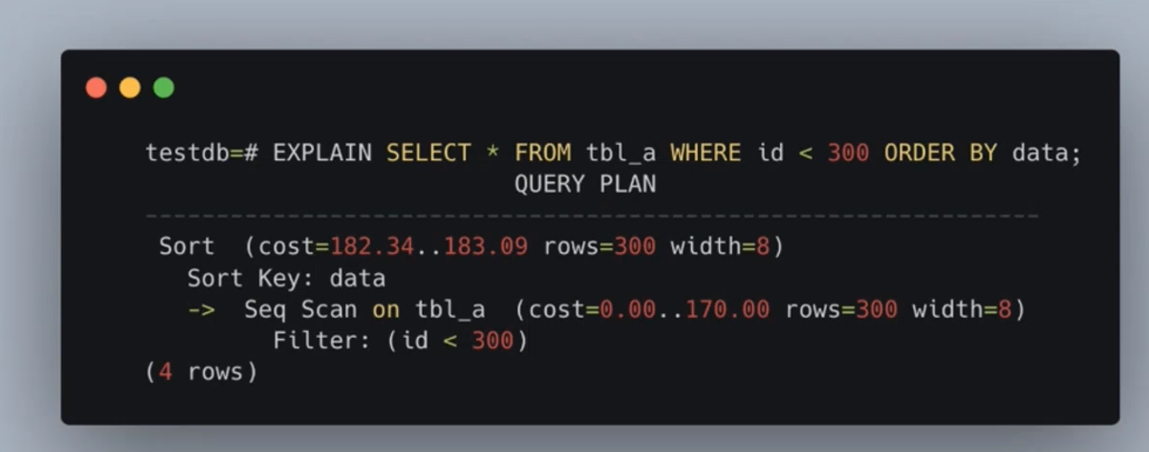 testdb=# EXPLAIN SELECT * FROM tbl_a WHERE id < 300 ORDER BY data;
QUERY PLAN
---------------------------------------------------------------
Sort  (cost=182.34..183.09 rows=300 width=8)
Sort Key: data
->  Seq Scan on tbl_a  (cost=0.00..170.00 rows=300 width=8)
Filter: (id < 300)
(4 rows)